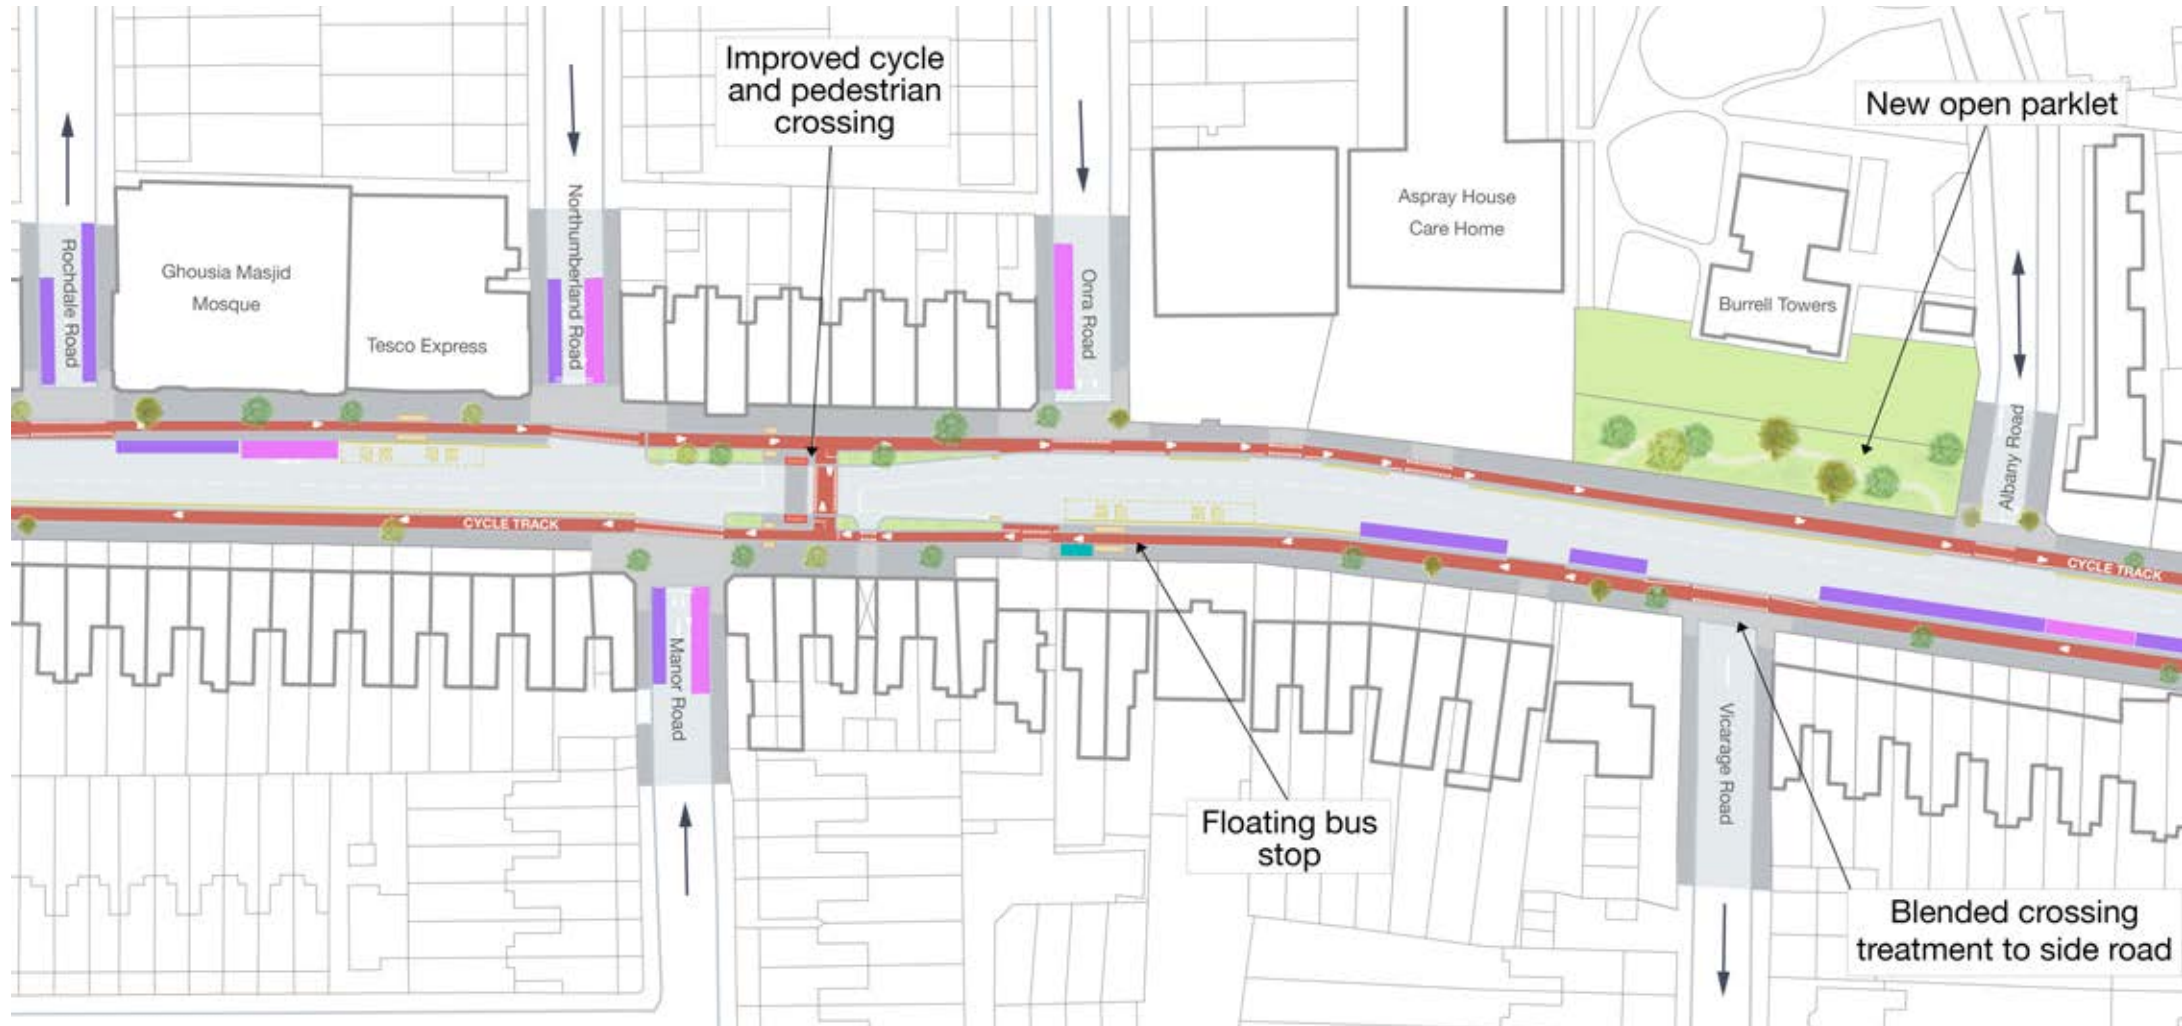 Improved cycle
and pedestrian
crossing
New open parklet
Aspray House
Care Home
Northumberland Road
Rochdale Road
Ghousia Masjid
Mosque
Onra Road
Burrell Towers
Tesco Express
Albany Road
CYCLE TRACK
CYCLE TRACK
Manor Road
Vicarage Road
Floating bus
stop
Blended crossing
treatment to side road